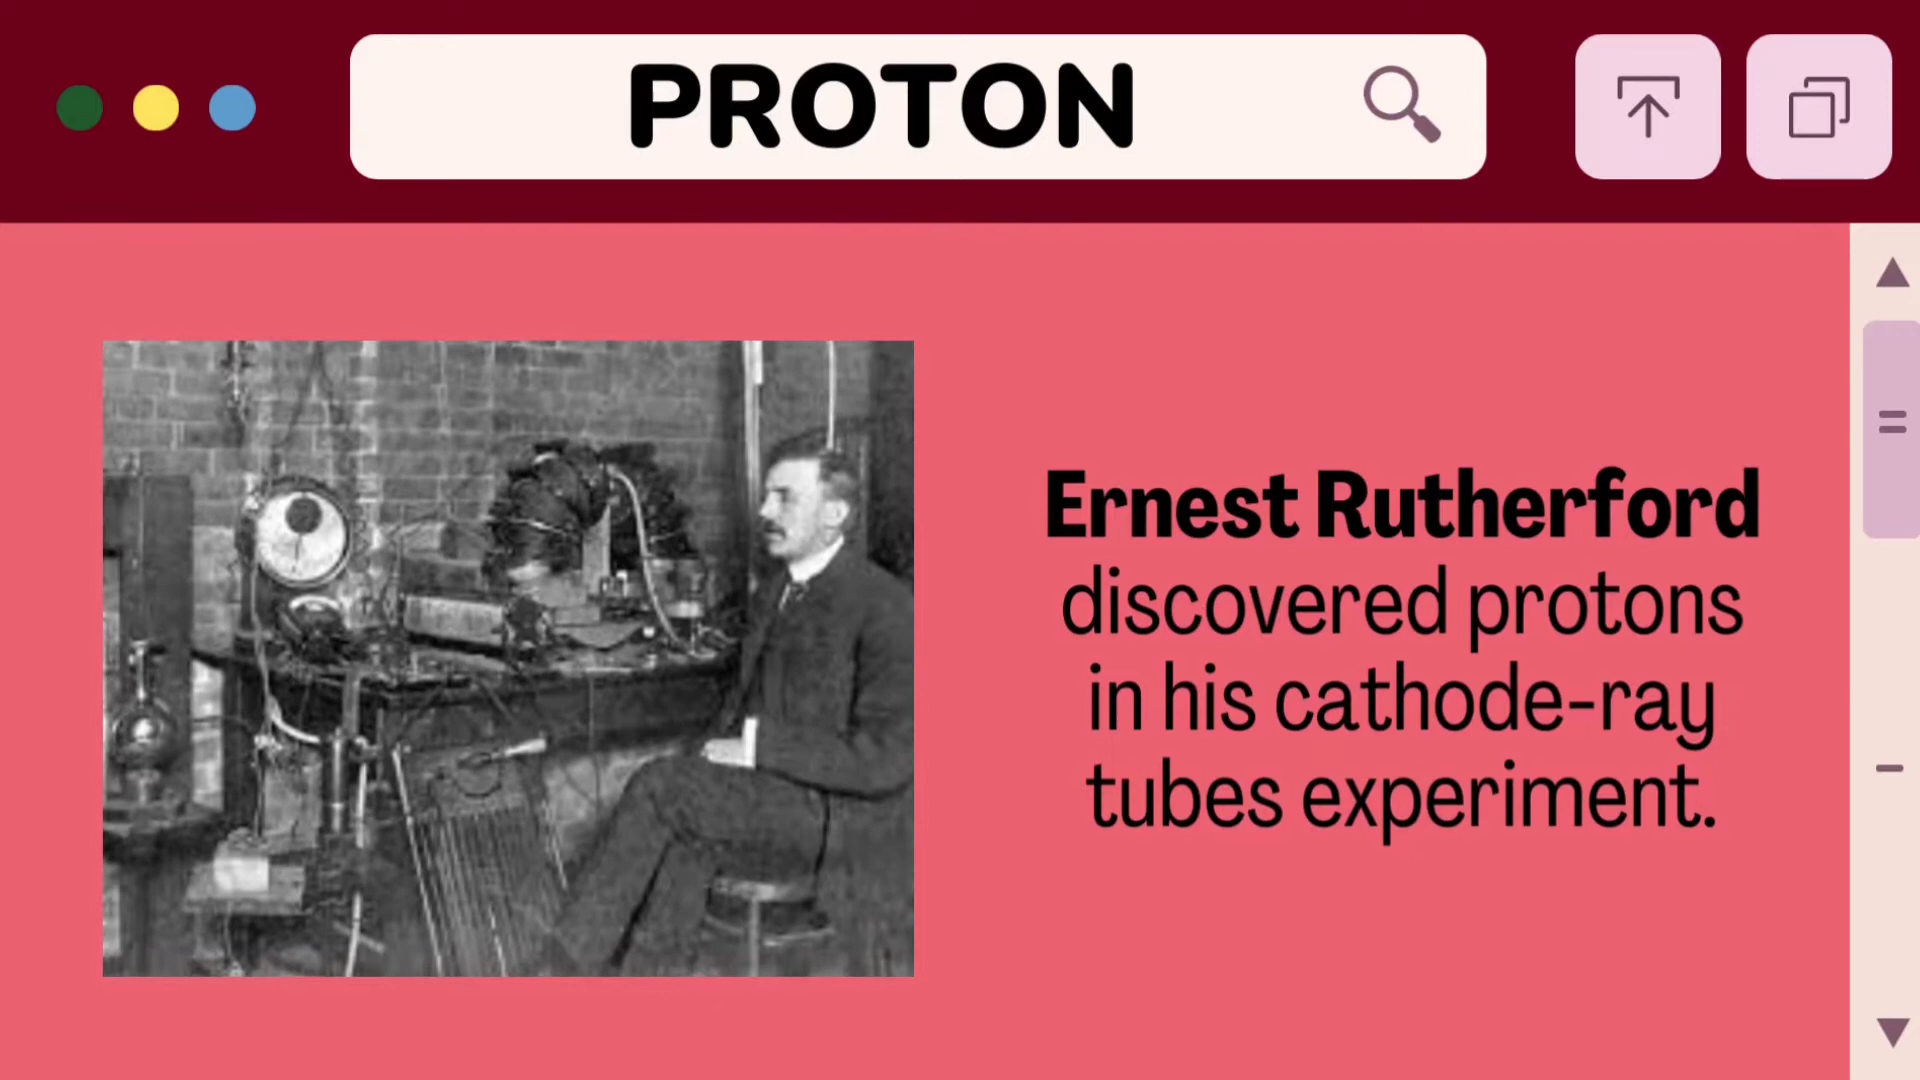 PROTON
Ernest Rutherford
discovered protons
in his cathode-ray
tubes experiment.